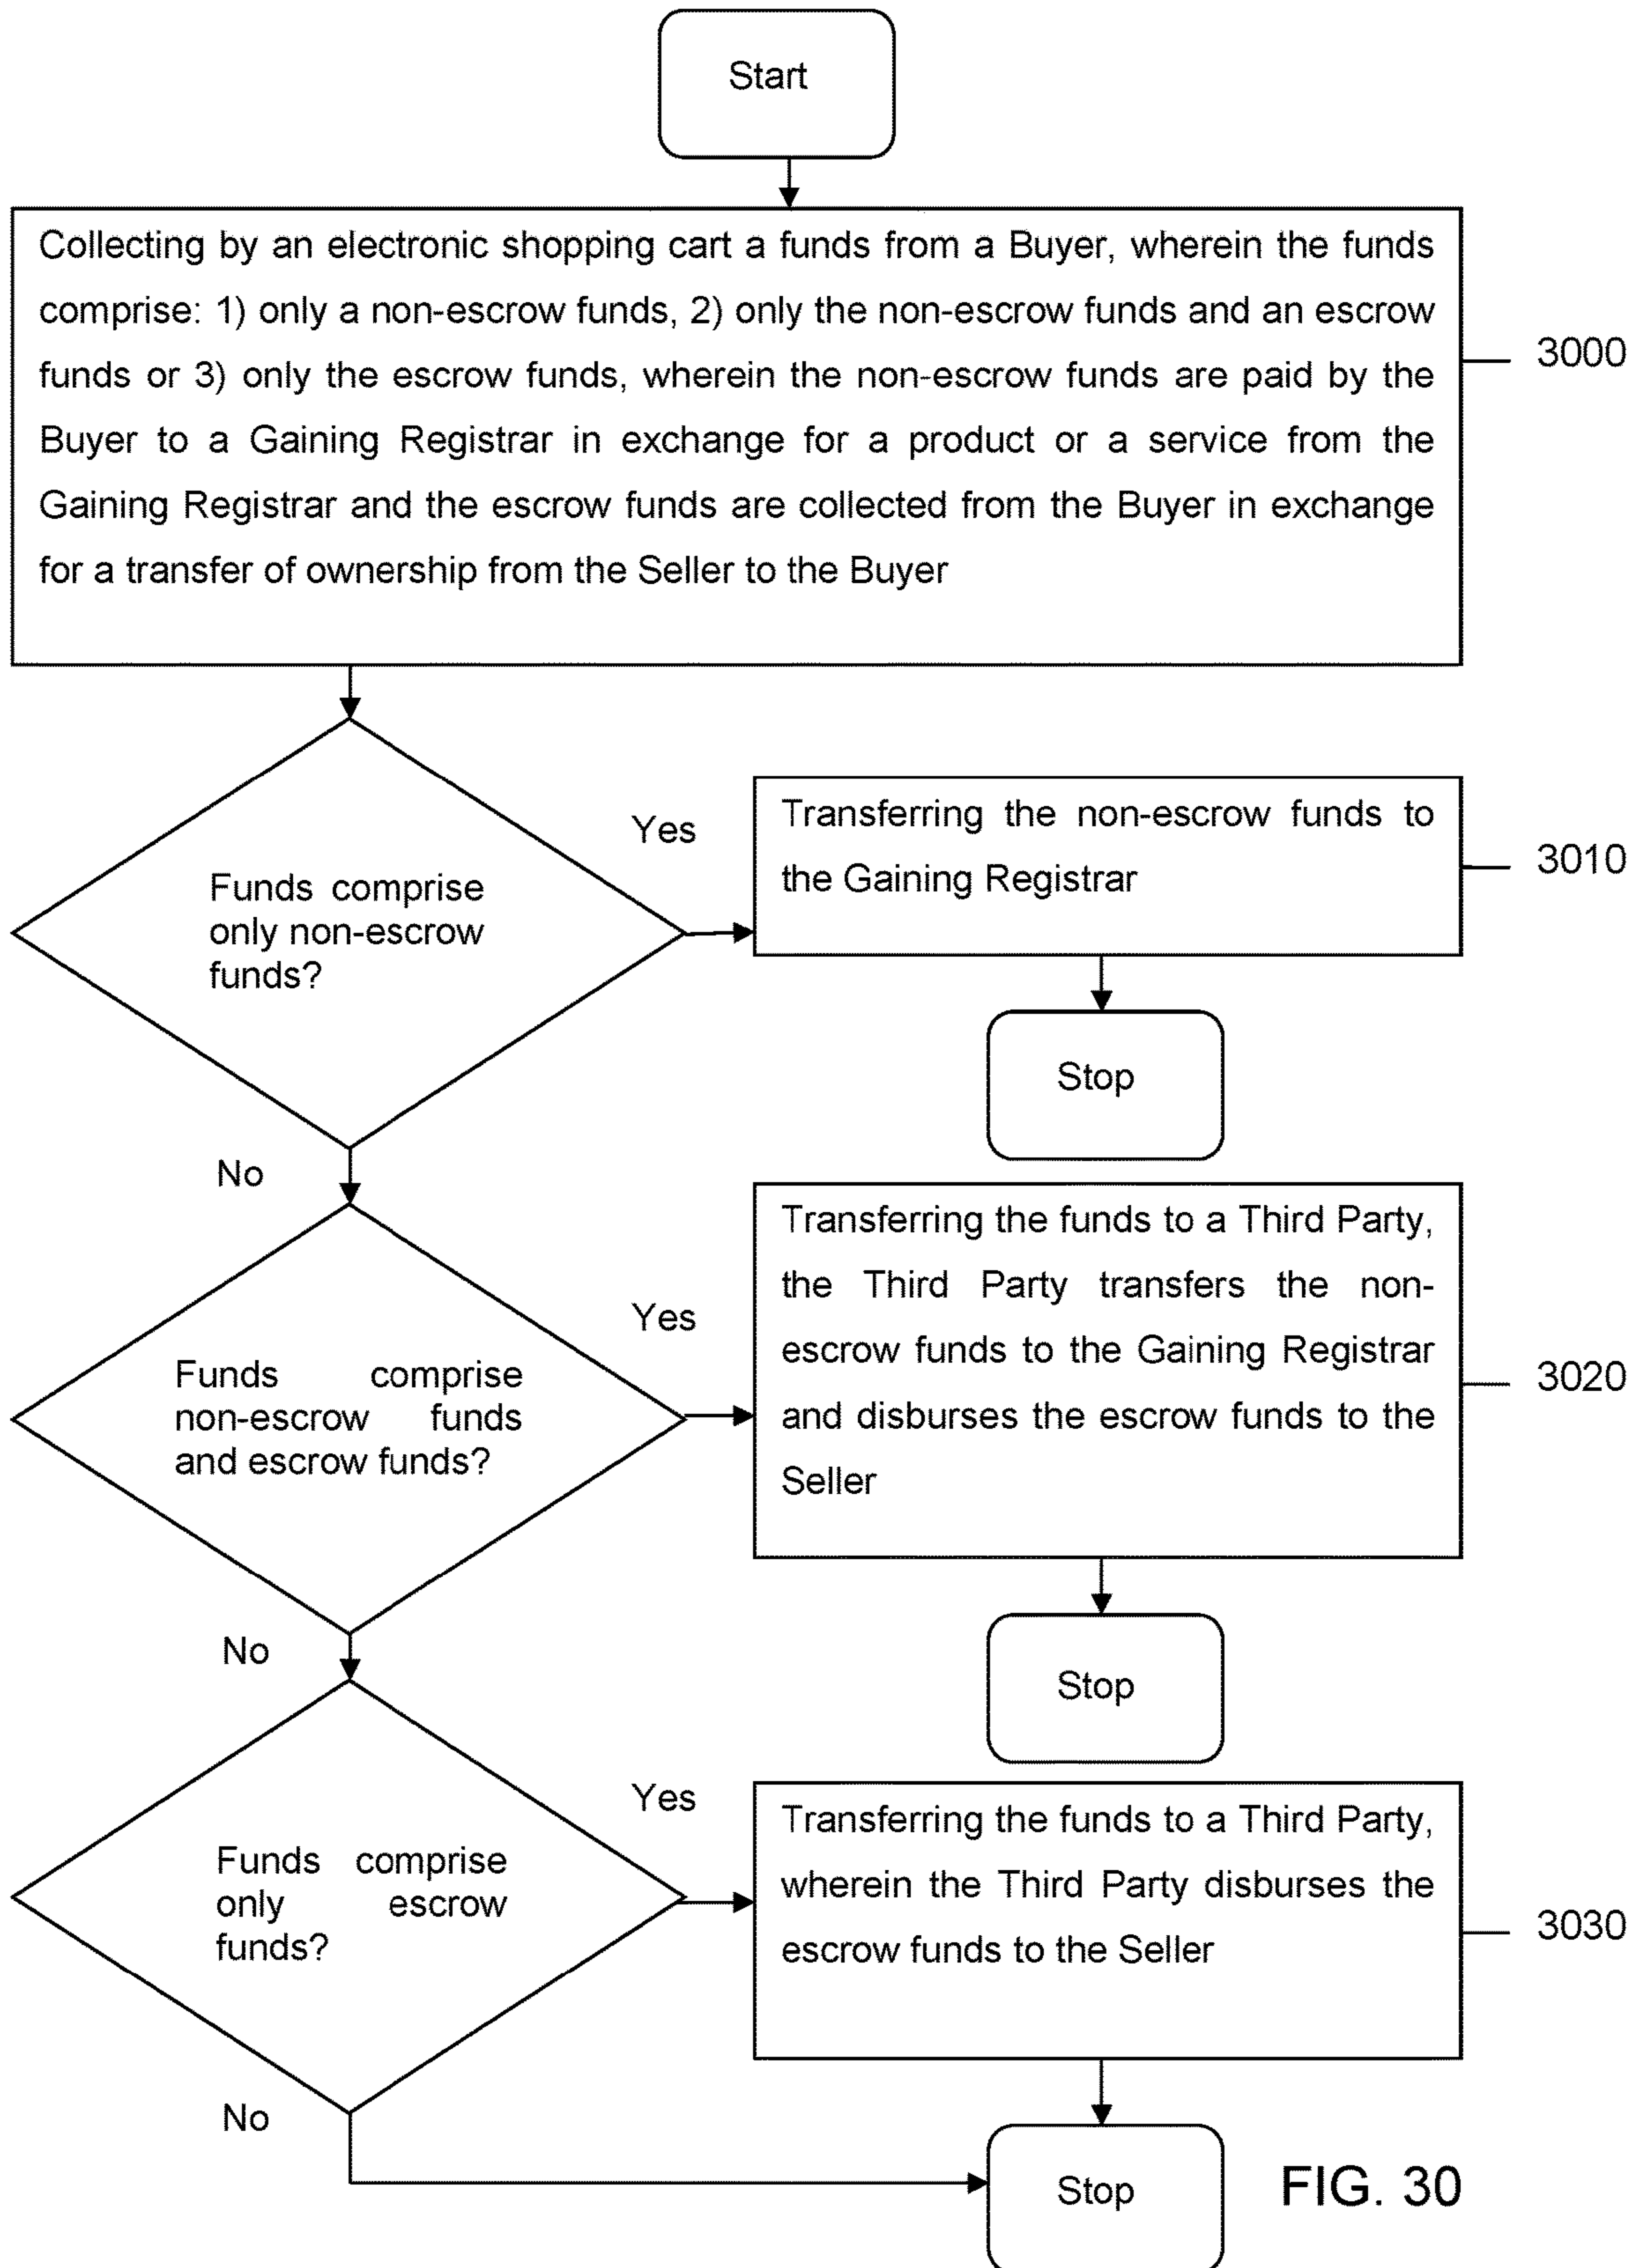 Start
Collecting by an electronic shopping cart a funds from a Buyer, wherein the funds
comprise: 1) only a non-escrow funds, 2) only the non-escrow funds and an escrow
funds or 3) only the escrow funds, wherein the non-escrow funds are paid by the
Buyer to a Gaining Registrar in exchange for a product or a service from the
Gaining Registrar and the escrow funds are collected from the Buyer in exchange
for a transfer of ownership from the Seller to the Buyer
3000
Funds comprise
only non-escrow
funds?
Yes
Transferring the non-escrow funds to
the Gaining Registrar
3010
Stop
No
Funds comprise
non-escrow funds
and escrow funds?
Yes
Transferring the funds to a Third Party,
the Third Party transfers the non-
escrow funds to the Gaining Registrar
and disburses the escrow funds to the
Seller
3020
Stop
No
Funds comprise
only escrow
funds?
Yes
Transferring the funds to a Third Party,
wherein the Third Party disburses the
escrow funds to the Seller
3030
No
Stop
FIG. 30